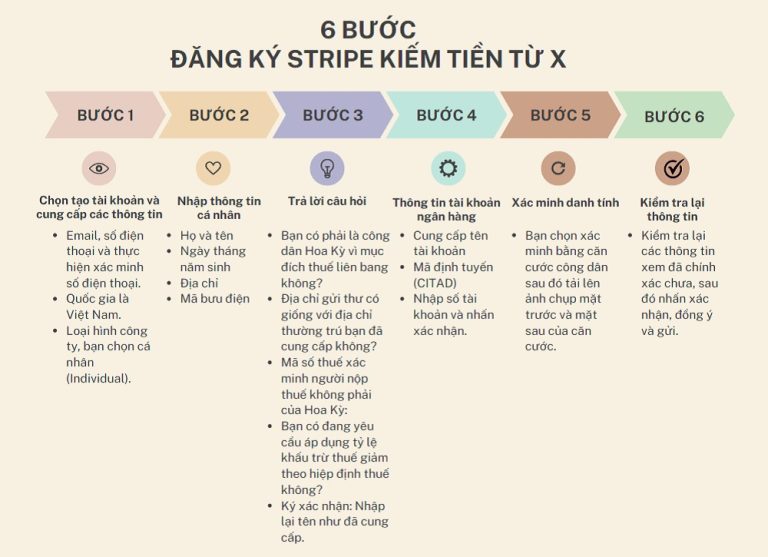 6 BƯỚC
ĐĂNG KÝ STRIPE KIẾM TIỀN TỪ X
BƯỚC 1
BƯỚC 2
BƯỚC 3
BƯỚC 4
BƯỚC 5
BƯỚC 6
Chọn tạo tài khoản và
cung cấp các thông tin
• Email, số điện
thoại và thực
hiện xác minh
số điện thoại.
• Quốc gia là
Việt Nam.
• Loại hình công
ty, bạn chọn cá
nhân
(Individual).
Nhập thông tin
cá nhân
• Họ và tên
• Ngày tháng
năm sinh
• Địa chỉ
• Mã bưu điện
Trả lời câu hỏi
• Bạn có phải là công
dân Hoa Kỳ vì mục
đích thuế liên bang
không?
• Địa chỉ gửi thư có
giống với địa chỉ
thường trú bạn đã
cung cấp không?
• Mã số thuế xác
minh người nộp
thuế không phải
của Hoa Kỳ:
• Bạn có đang yêu
cầu áp dụng tỷ lệ
khấu trừ thuế giảm
theo hiệp định thuế
không?
• Ký xác nhận: Nhập
lại tên như đã cung
cấp.
Thông tin tài khoản
ngân hàng
• Cung cấp tên
tài khoản
• Mã định tuyến
(CITAD)
• Nhập số tài
khoản và nhấn
xác nhận.
Xác minh danh tính
• Bạn chọn xác
minh bằng căn
cước công dân
sau đó tải lên
ảnh chụp mặt
trước và mặt
sau của căn
cước.
Kiểm tra lại
thông tin
• Kiểm tra lại
các thông tin
xem đã chính
xác chưa, sau
đó nhấn xác
nhận, đồng ý
và gửi.